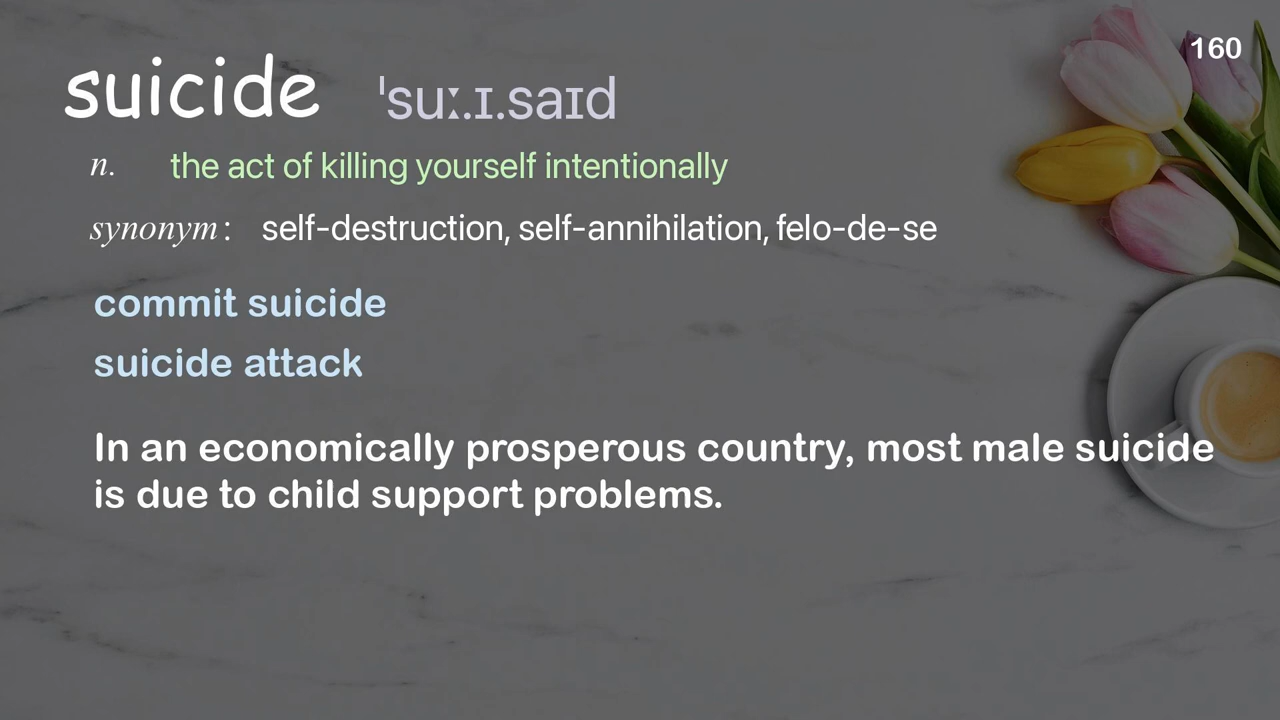 160
suicide ˈsuː.ɪ.saɪd
n. the act of killing yourself intentionally
synonym: self-destruction, self-annihilation, felo-de-se
commit suicide
suicide attack
In an economically prosperous country, most male suicide
is due to child support problems.